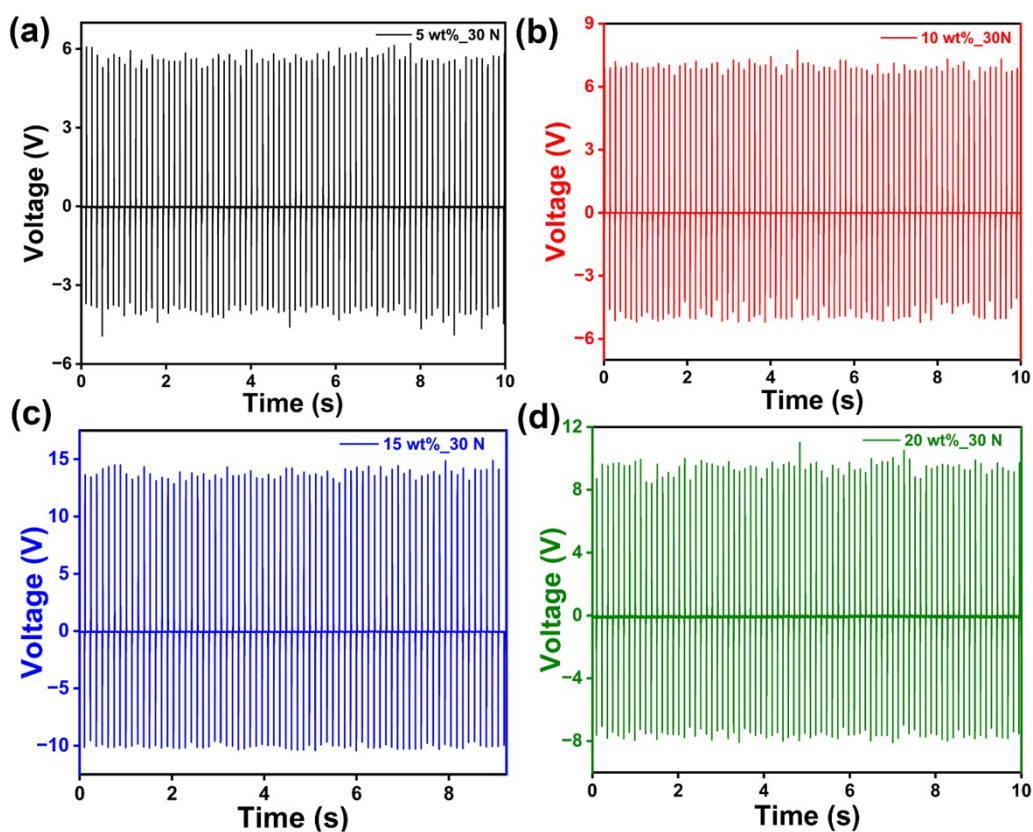 (a)
5 wt%_30 N
6
3
0
−3
−6
Voltage (V)
0 2 4 6 8 10
Time (s)
(b)
10 wt%_30N
9
6
3
0
−3
−6
Voltage (V)
0 2 4 6 8 10
Time (s)
(c)
15 wt%_30 N
15
10
5
0
−5
−10
Voltage (V)
0 2 4 6 8
Time (s)
(d)
20 wt%_30 N
12
8
4
0
−4
−8
Voltage (V)
0 2 4 6 8 10
Time (s)